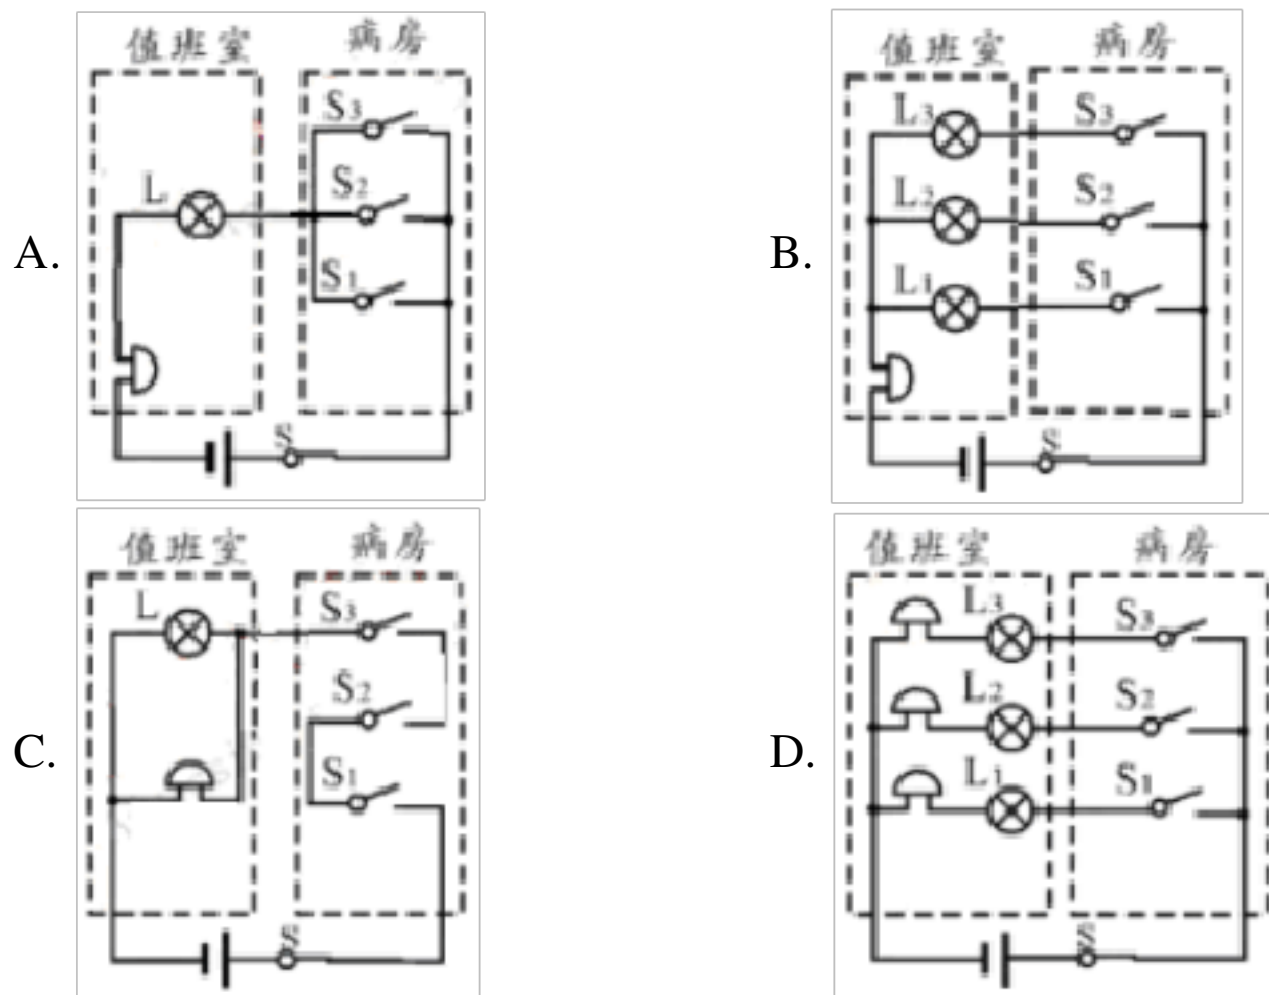 值班室 病房
S3
L S2
A.
S1
S
值班室 病房
L3 S3
L2 S2
B.
L1 S1
S
值班室 病房
L S3
S2
C.
S1
S
值班室 病房
L3 S3
L2 S2
D.
L1 S1
S